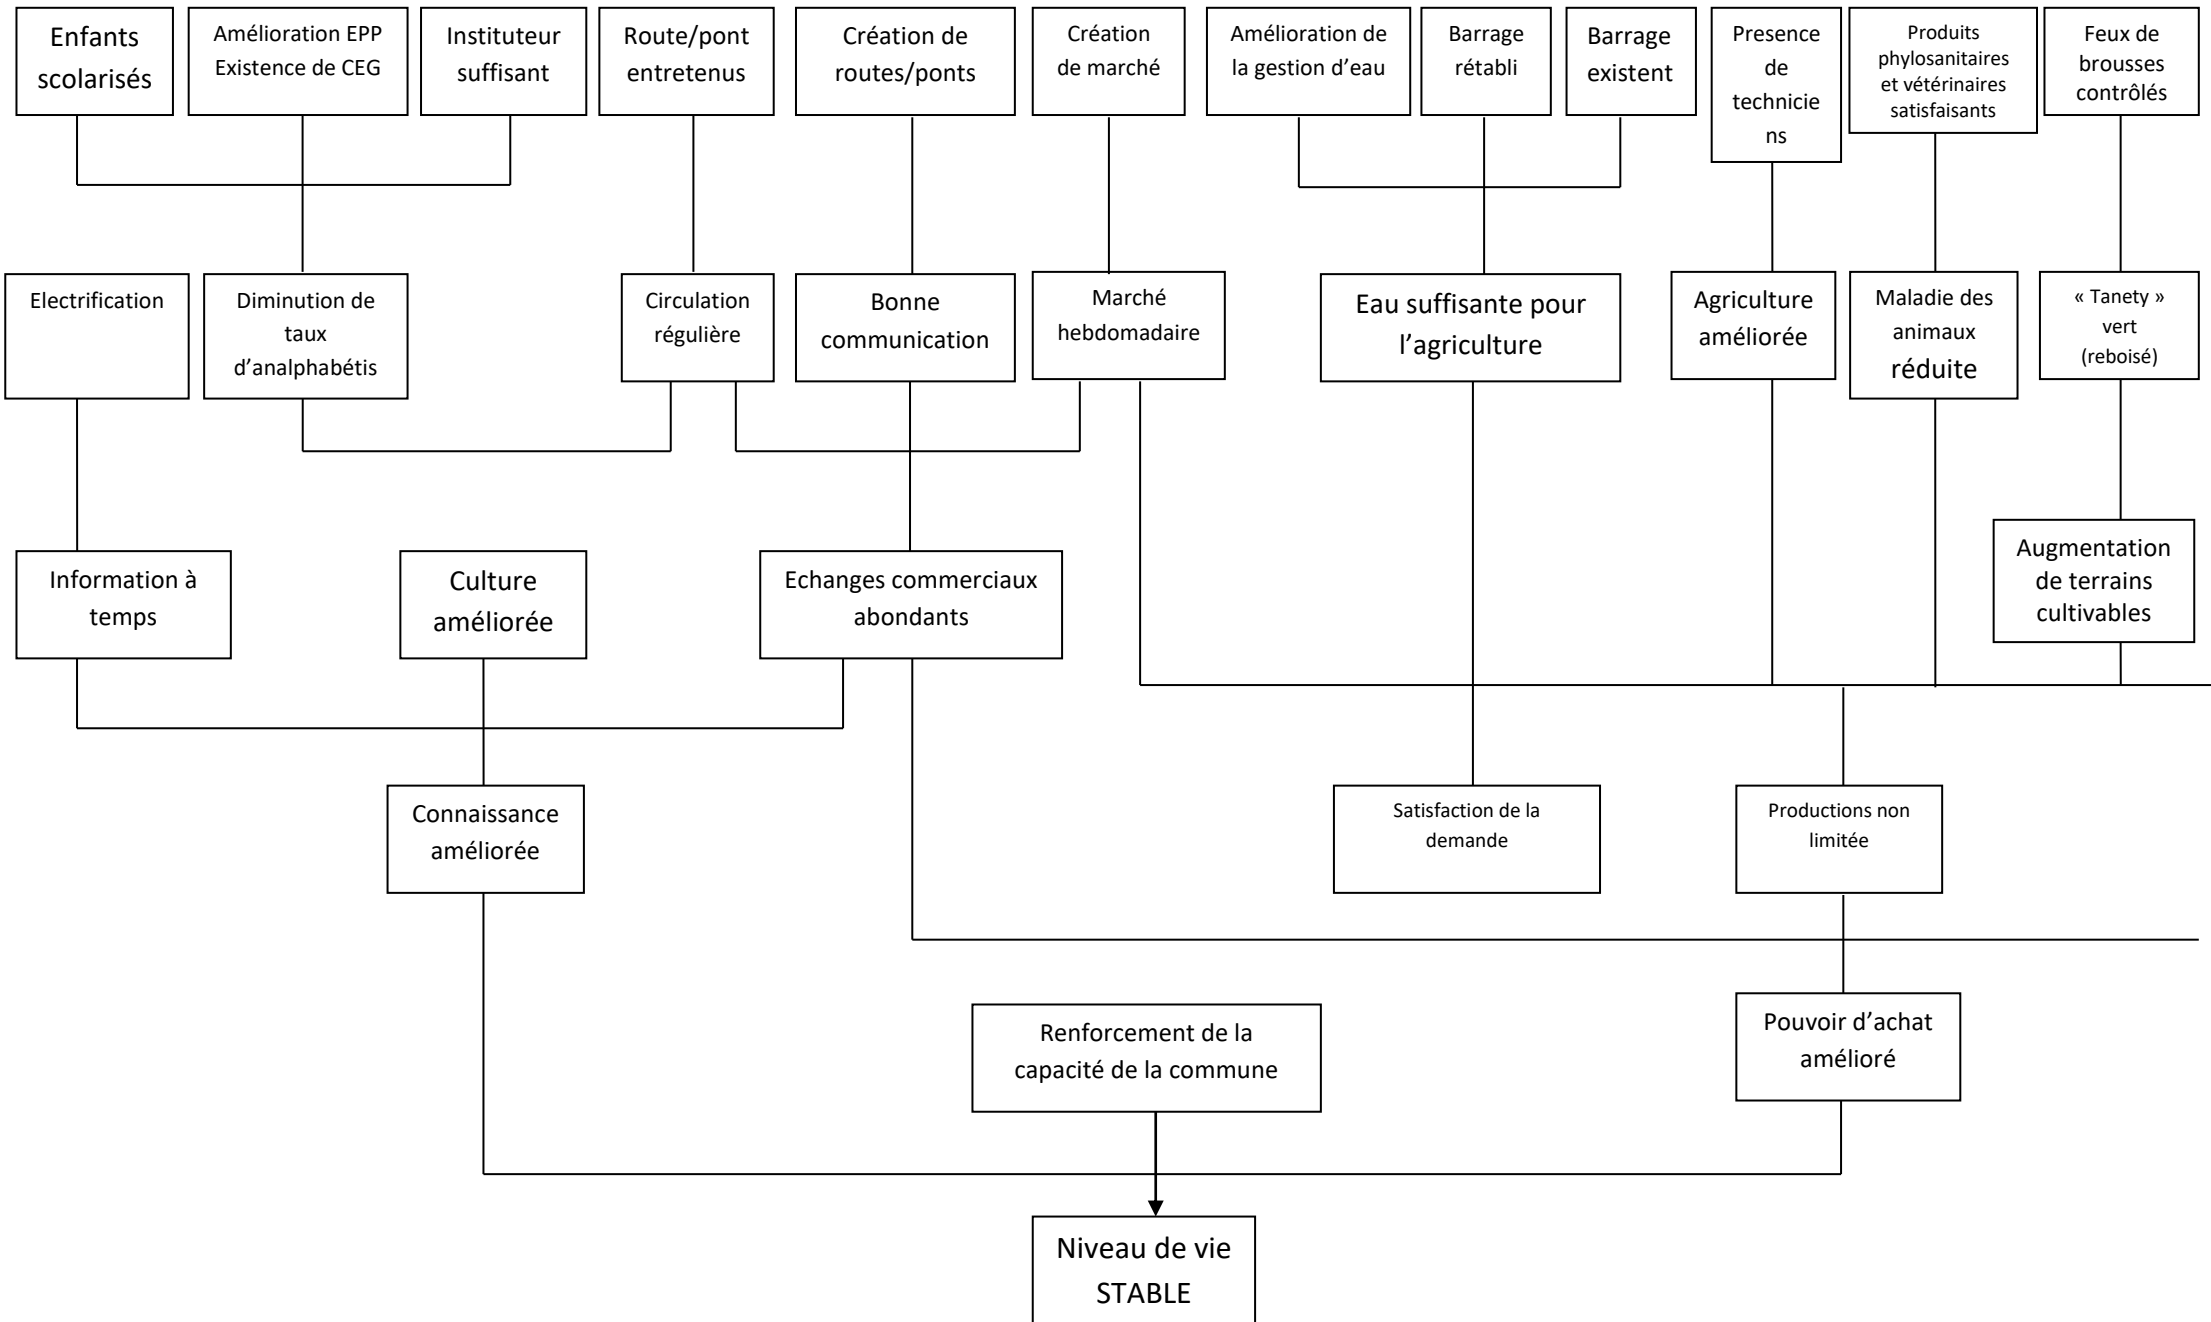 Enfants
scolarisés
Amélioration EPP
Existence de CEG
Instituteur
suffisant
Route/pont
entretenus
Création de
routes/ponts
Création
de marché
Amélioration de
la gestion d’eau
Barrage
rétabli
Barrage
existent
Presence
de
technicie
ns
Produits
phylosanitaires
et vétérinaires
satisfaisants
Feux de
brousses
contrôlés
Electrification
Diminution de
taux
d’analphabétis
Circulation
régulière
Bonne
communication
Marché
hebdomadaire
Eau suffisante pour
l’agriculture
Agriculture
améliorée
Maladie des
animaux
réduite
« Tanety »
vert
(reboisé)
Information à
temps
Culture
améliorée
Echanges commerciaux
abondants
Augmentation
de terrains
cultivables
Connaissance
améliorée
Satisfaction de la
demande
Productions non
limitée
Renforcement de la
capacité de la commune
Pouvoir d’achat
amélioré
Niveau de vie
STABLE